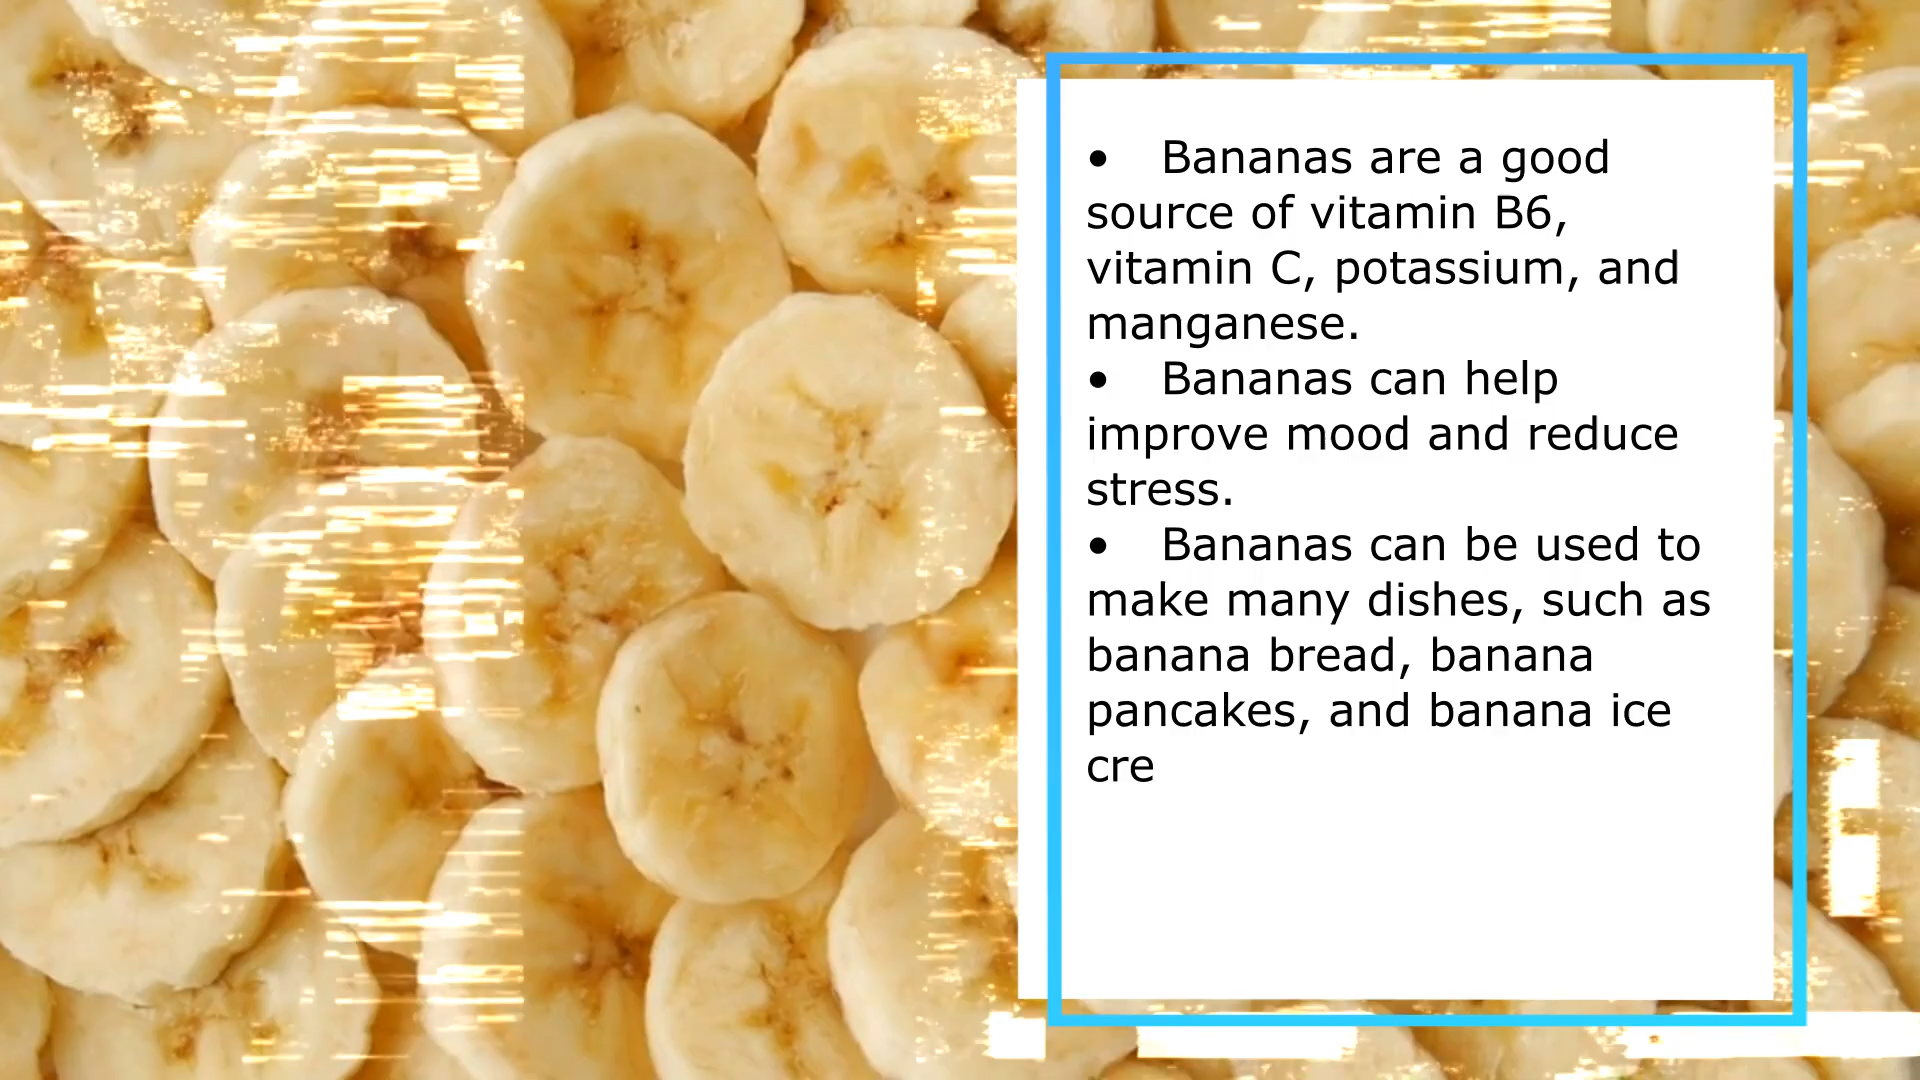 • Bananas are a good
source of vitamin B6,
vitamin C, potassium, and
manganese.
• Bananas can help
improve mood and reduce
stress.
• Bananas can be used to
make many dishes, such as
banana bread, banana
pancakes, and banana ice
cre